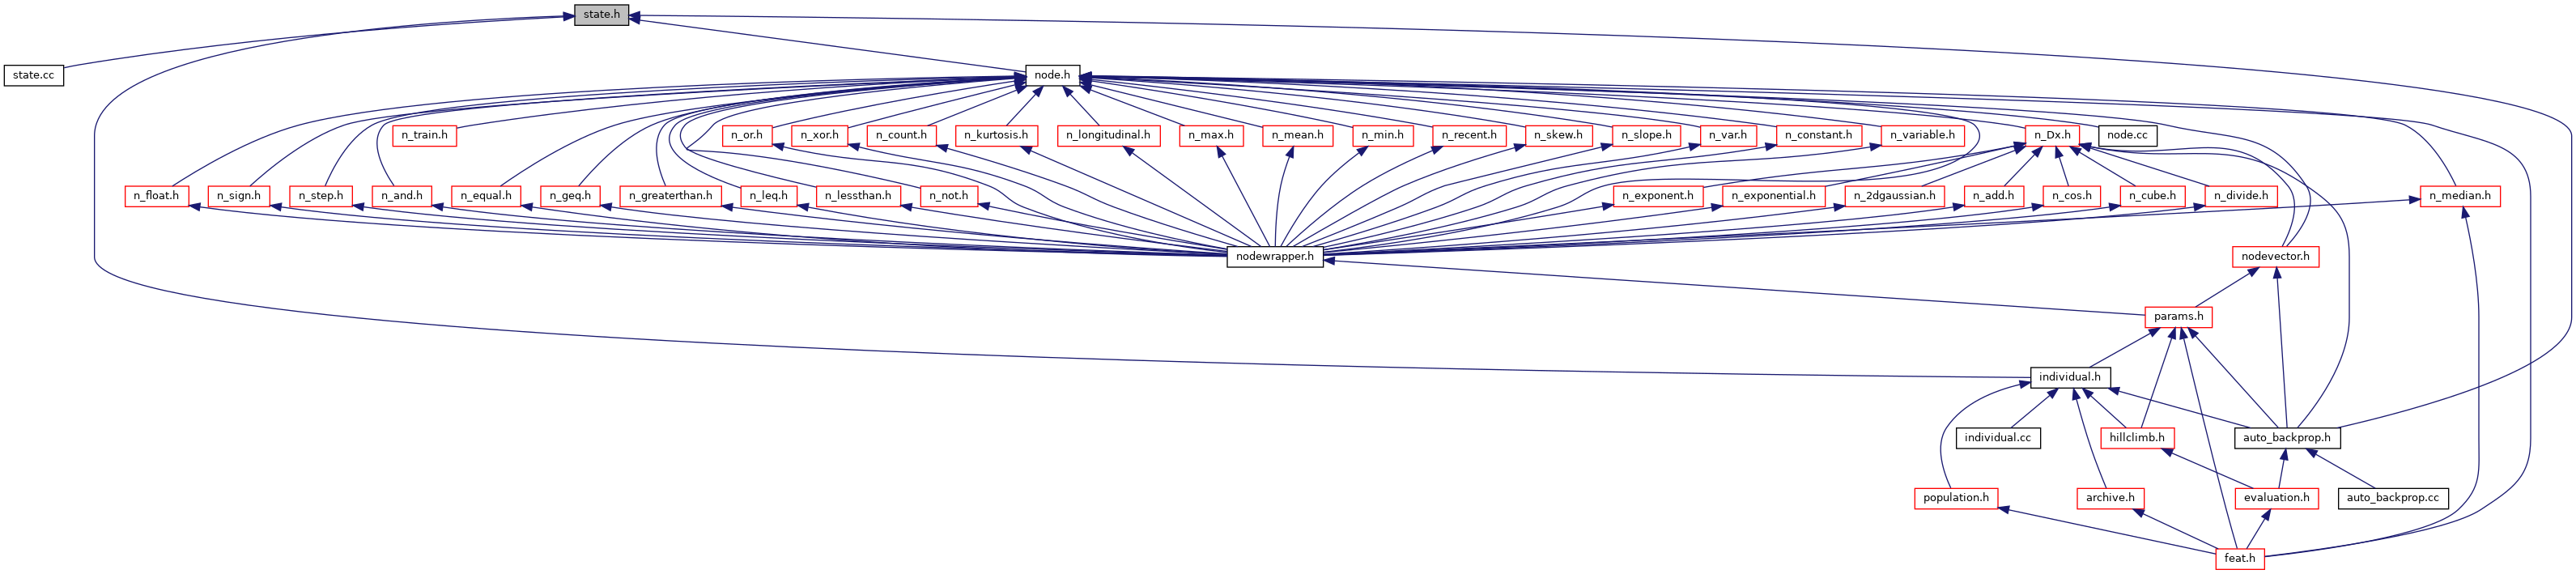 state.h
state.cc
node.h
n_train.h
n_or.h
n_xor.h
n_count.h
n_kurtosis.h
n_longitudinal.h
n_max.h
n_mean.h
n_min.h
n_recent.h
n_skew.h
n_slope.h
n_var.h
n_constant.h
n_variable.h
n_Dx.h
node.cc
n_float.h
n_sign.h
n_step.h
n_and.h
n_equal.h
n_geq.h
n_greaterthan.h
n_leq.h
n_lessthan.h
n_not.h
n_exponent.h
n_exponential.h
n_2dgaussian.h
n_add.h
n_cos.h
n_cube.h
n_divide.h
n_median.h
nodewrapper.h
nodevector.h
params.h
individual.h
individual.cc
hillclimb.h
auto_backprop.h
population.h
archive.h
evaluation.h
auto_backprop.cc
feat.h